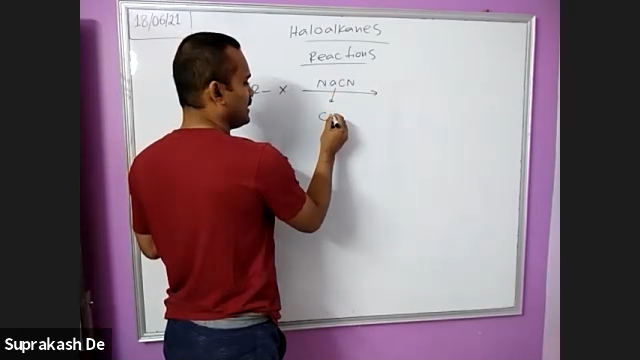 18/06/21
Haloalkanes
Reactions
NaCN
R - X
Suprakash De